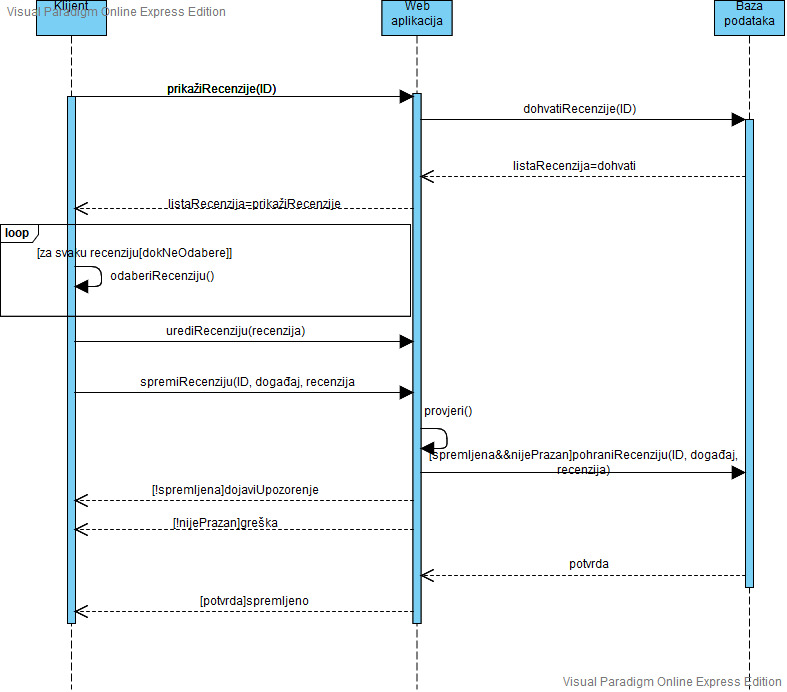 Klijent
Web
aplikacija
Baza
podataka
Visual Paradigm Online Express Edition
prikažiRecenzije(ID)
dohvatiRecenzije(ID)
listaRecenzija=dohvati
listaRecenzija=prikažiRecenzije
loop
[za svaku recenziju[dokNeOdabere]]
odaberiRecenziju()
urediRecenziju(recenzija)
spremiRecenziju(ID, događaj, recenzija
provjeri()
[spremljena&&nijePrazan]pohraniRecenziju(ID, događaj,
recenzija)
[!spremljena]dojaviUpozorenje
[!nijePrazan]greška
potvrda
[potvrda]spremljeno
Visual Paradigm Online Express Edition